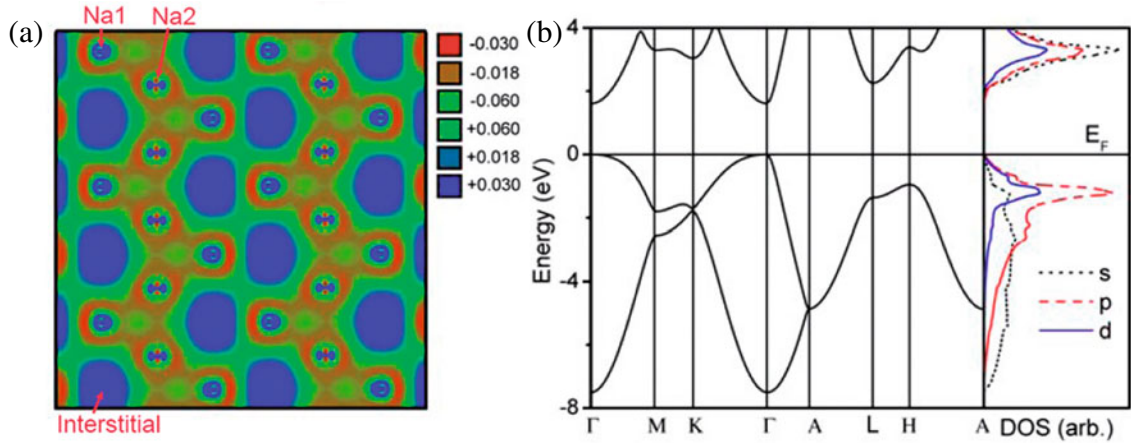 (a)
Na1
Na2
Interstitial
-0.030
-0.018
-0.060
+0.060
+0.018
+0.030
(b)
Energy (eV)
4
0
-4
-8
Γ
M
K
Γ
A
L
H
A
E_F
s
p
d
DOS (arb.)